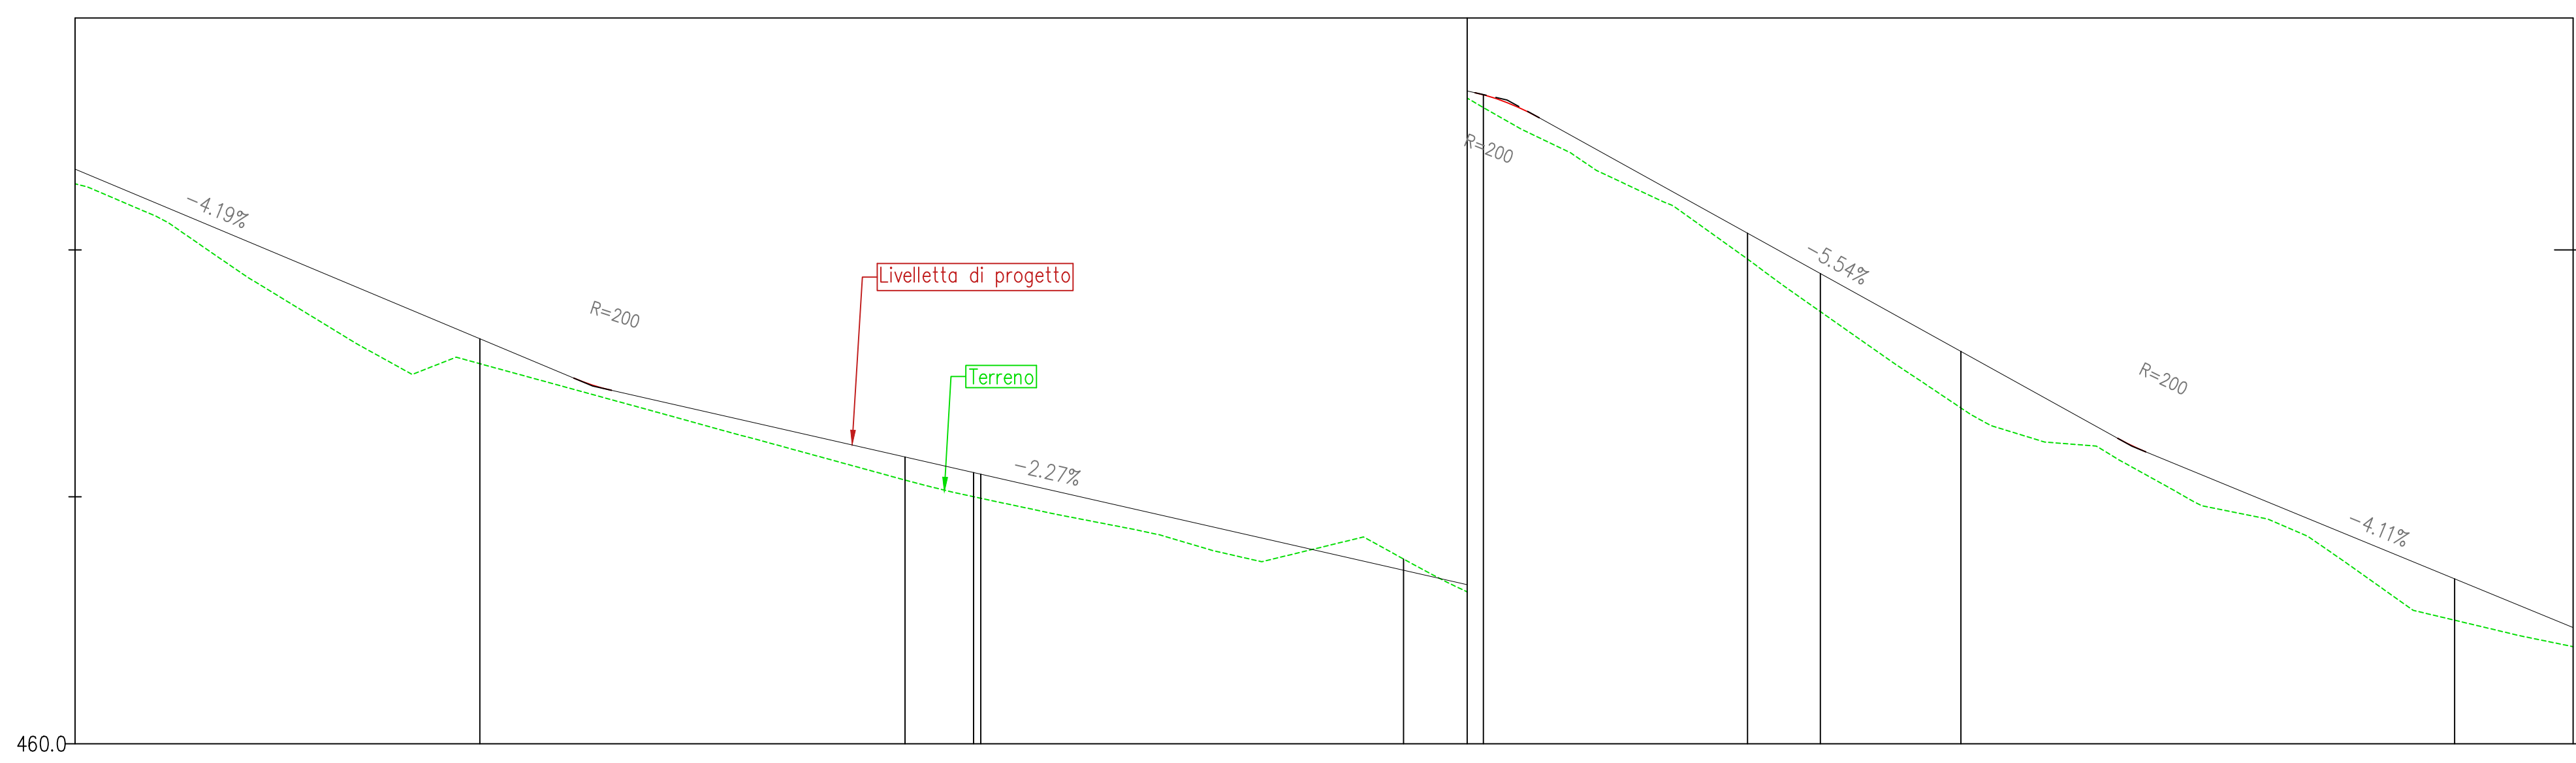 -4.19%
R=200
Livelletta di progetto
Terreno
-2.27%
R=200
-5.54%
R=200
-4.11%
460.0